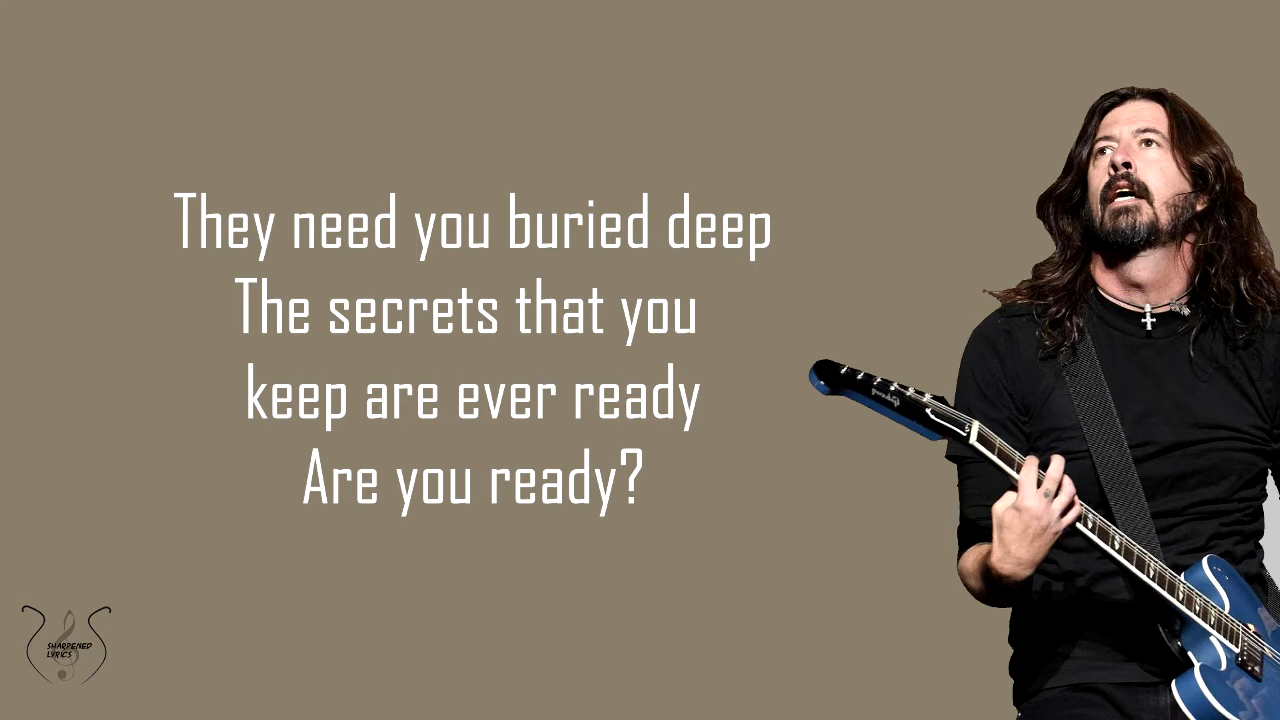 They need you buried deep
The secrets that you
keep are ever ready
Are you ready?
SHARPENED
LYRICS